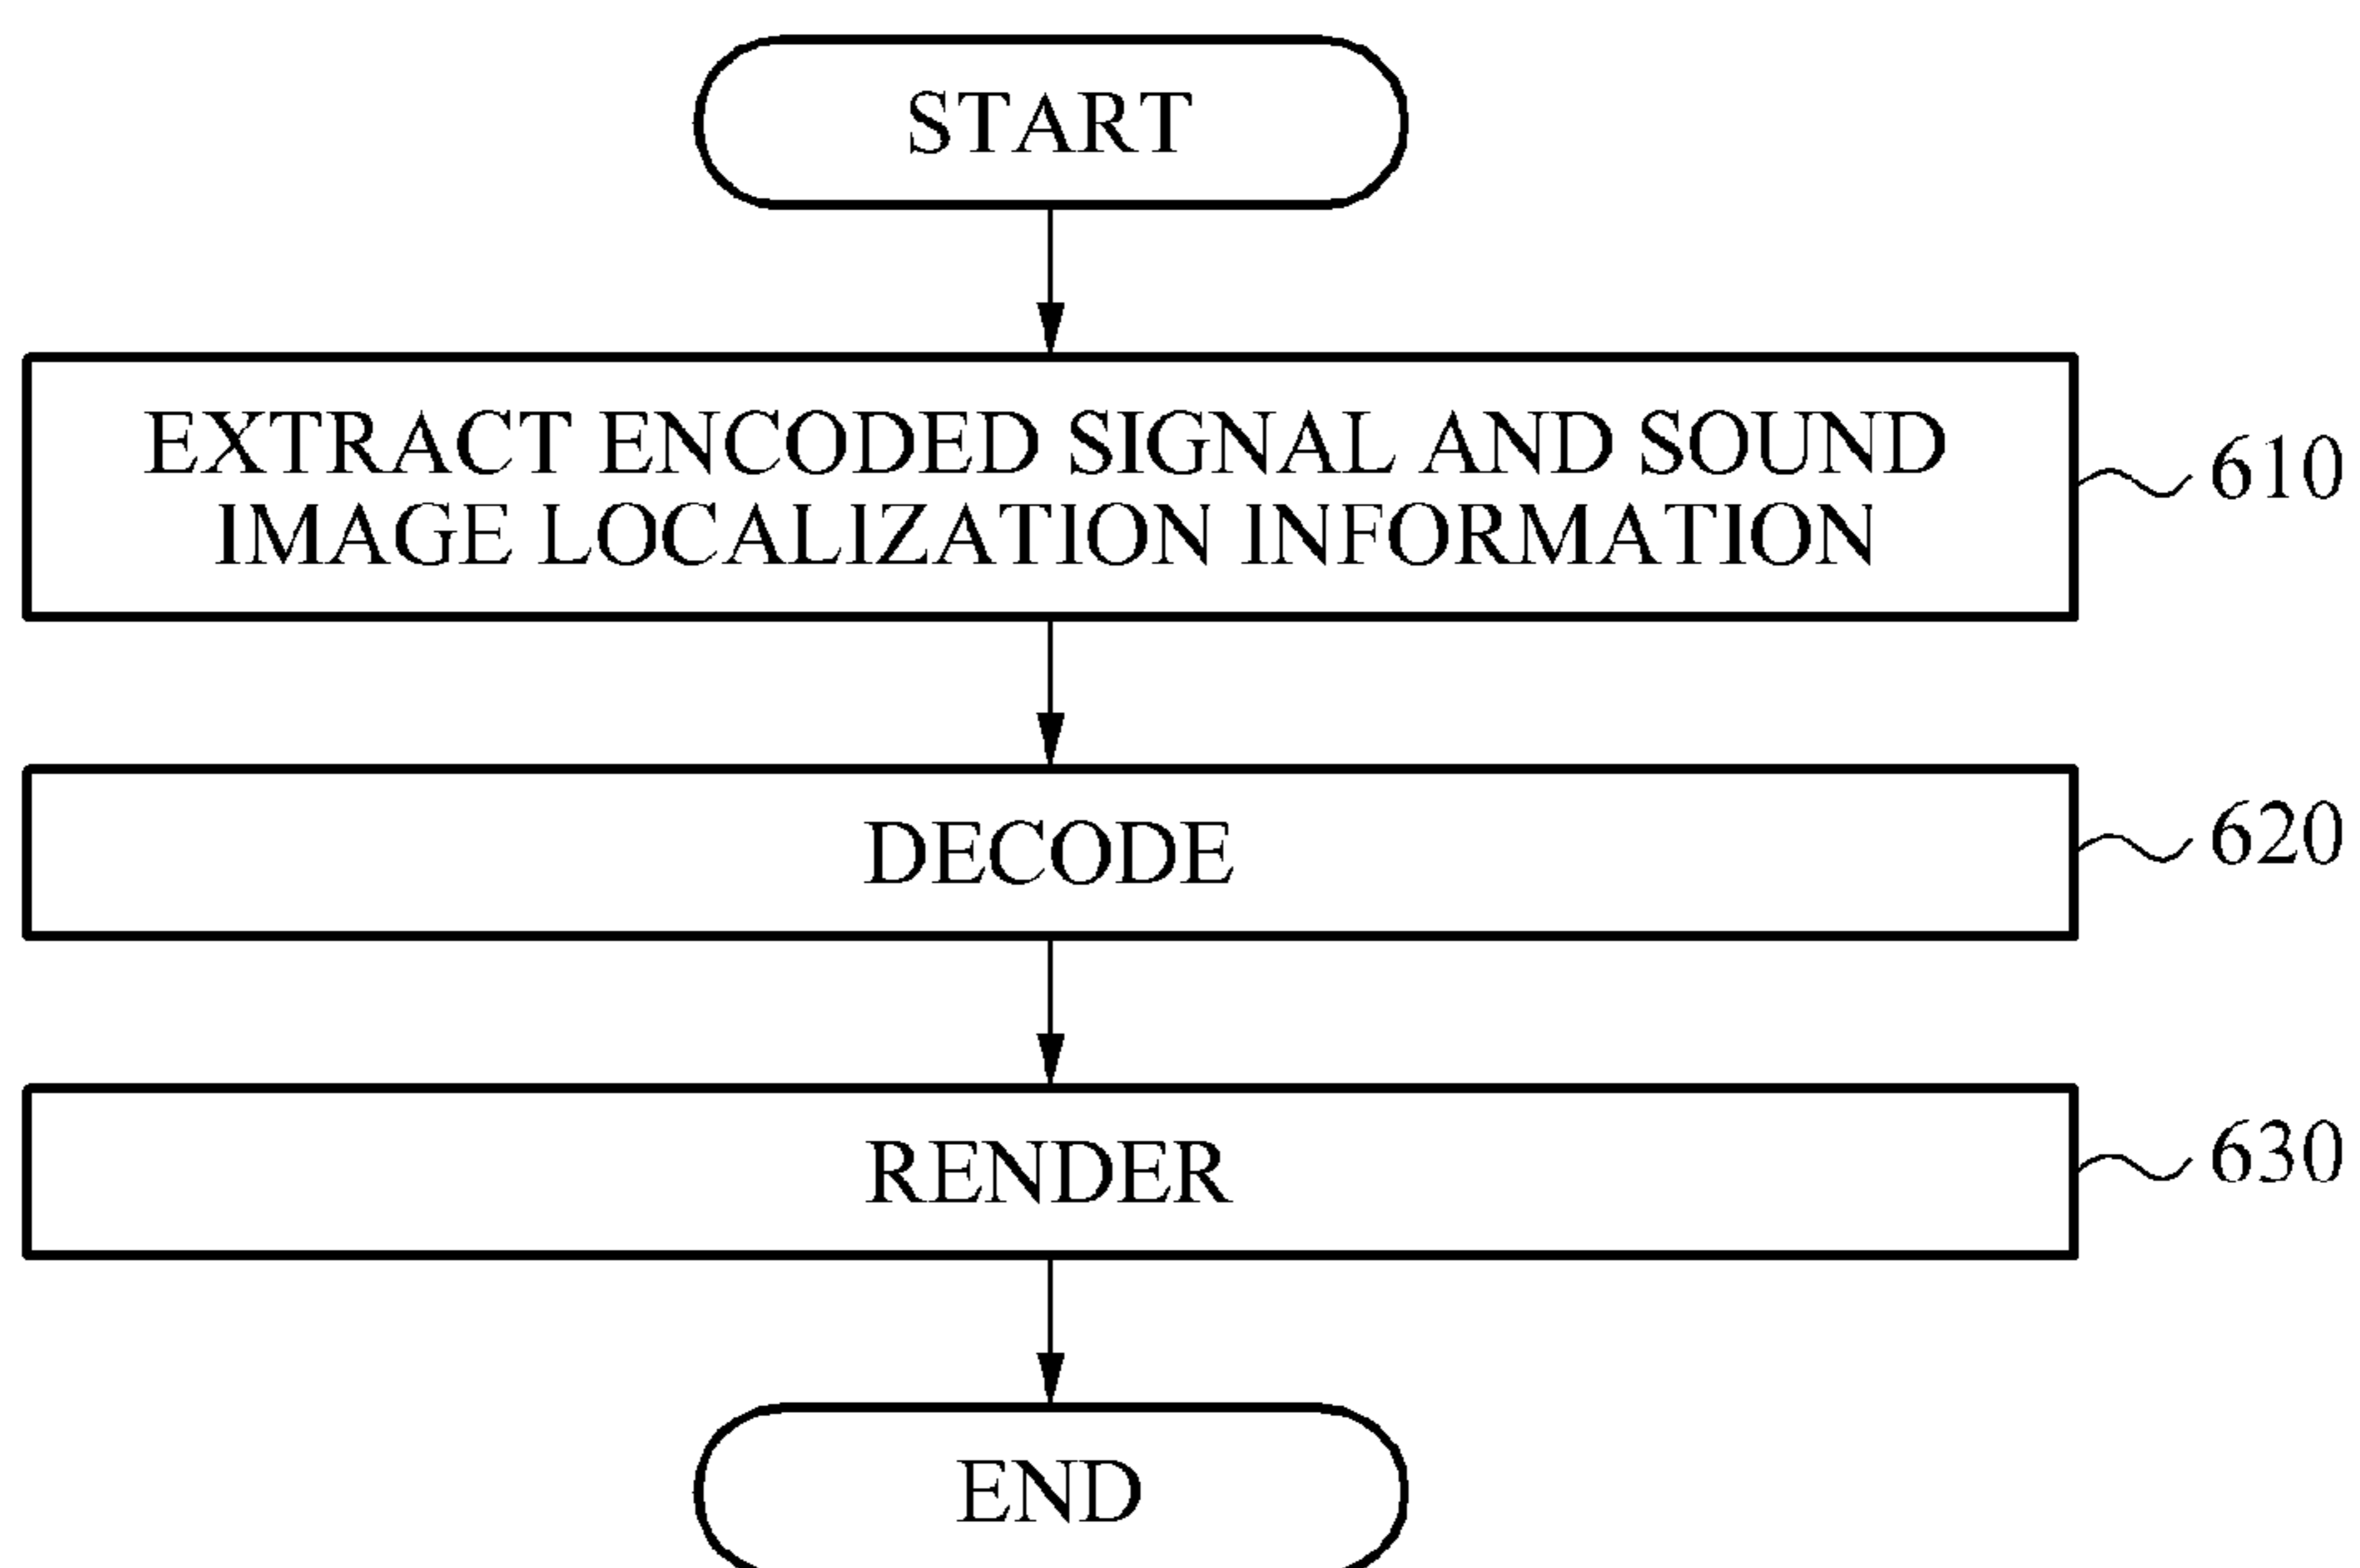 START
EXTRACT ENCODED SIGNAL AND SOUND
IMAGE LOCALIZATION INFORMATION
610
DECODE
620
RENDER
630
END